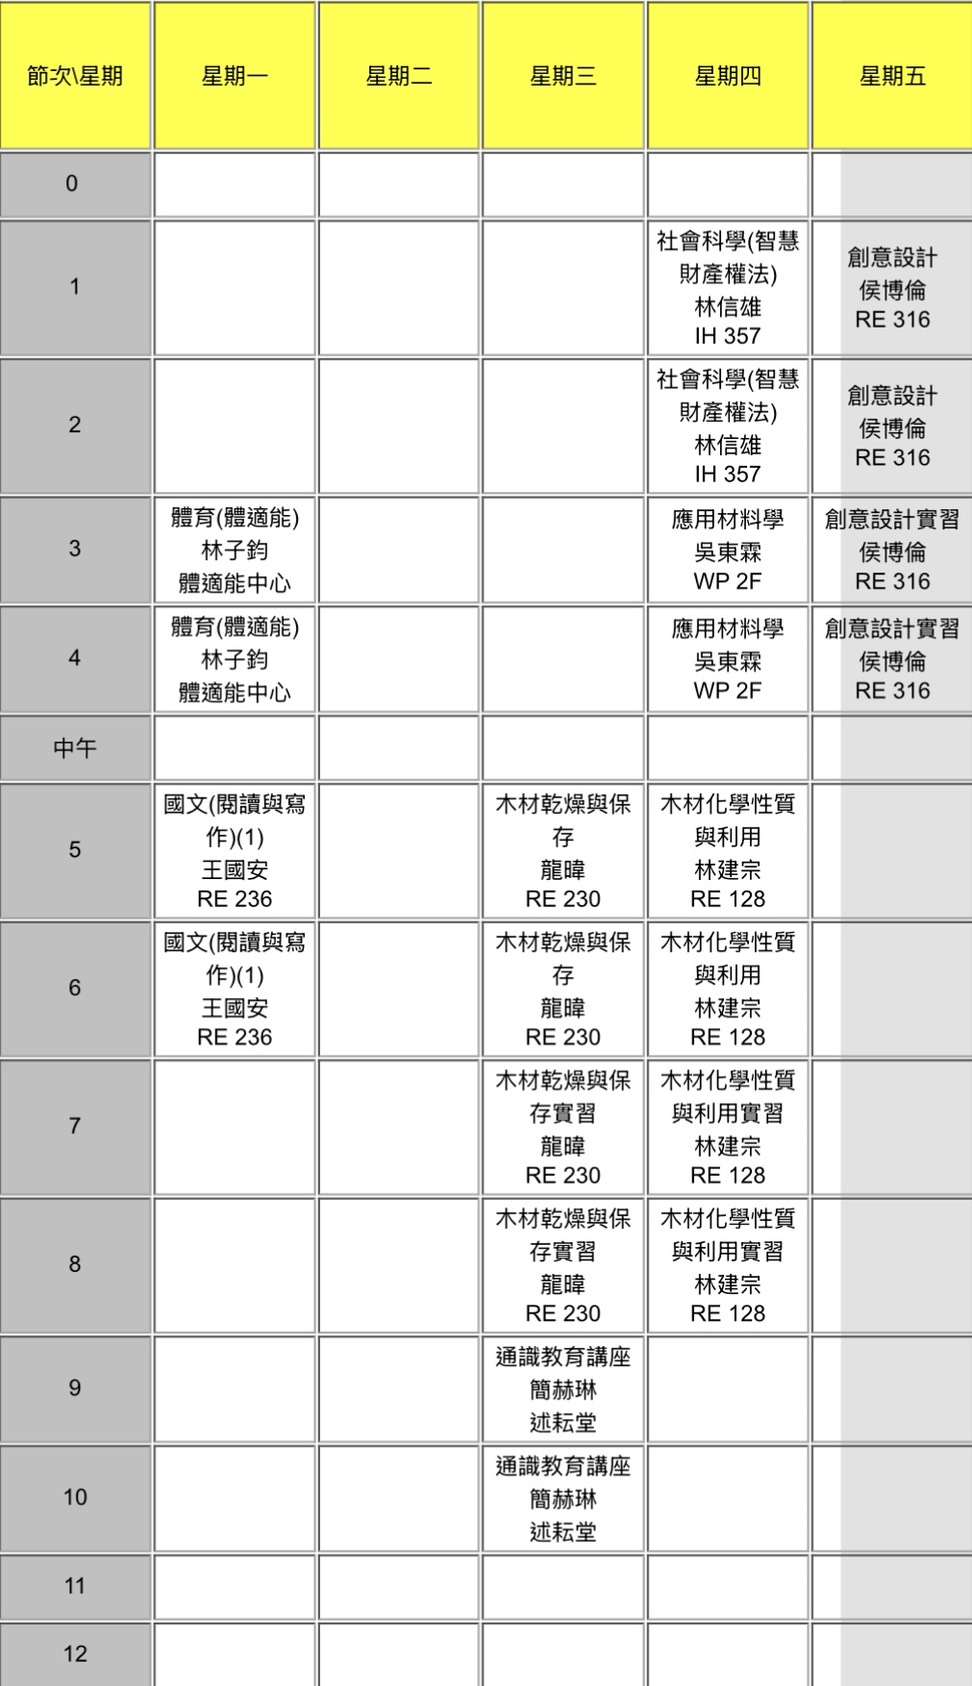 節次\星期 星期一 星期二 星期三 星期四 星期五
0
1
社會科學(智慧
財產權法)
林信雄
IH 357
創意設計
侯博倫
RE 316
2
社會科學(智慧
財產權法)
林信雄
IH 357
創意設計
侯博倫
RE 316
3
體育(體適能)
林子鈞
體適能中心
應用材料學
吳東霖
WP 2F
創意設計實習
侯博倫
RE 316
4
體育(體適能)
林子鈞
體適能中心
應用材料學
吳東霖
WP 2F
創意設計實習
侯博倫
RE 316
中午
5
國文(閱讀與寫
作)(1)
王國安
RE 236
木材乾燥與保
存
龍暐
RE 230
木材化學性質
與利用
林建宗
RE 128
6
國文(閱讀與寫
作)(1)
王國安
RE 236
木材乾燥與保
存
龍暐
RE 230
木材化學性質
與利用
林建宗
RE 128
7
木材乾燥與保
存實習
龍暐
RE 230
木材化學性質
與利用實習
林建宗
RE 128
8
木材乾燥與保
存實習
龍暐
RE 230
木材化學性質
與利用實習
林建宗
RE 128
9
通識教育講座
簡赫琳
述耘堂
10
通識教育講座
簡赫琳
述耘堂
11
12